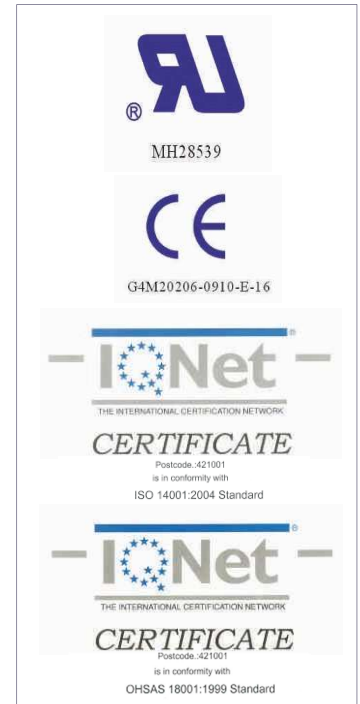 RU
®
MH28539
CE
G4M20206-0910-E-16
®
IQNet
THE INTERNATIONAL CERTIFICATION NETWORK
CERTIFICATE
Postcode.:421001
is in conformity with
ISO 14001:2004 Standard
®
IQNet
THE INTERNATIONAL CERTIFICATION NETWORK
CERTIFICATE
Postcode.:421001
is in conformity with
OHSAS 18001:1999 Standard